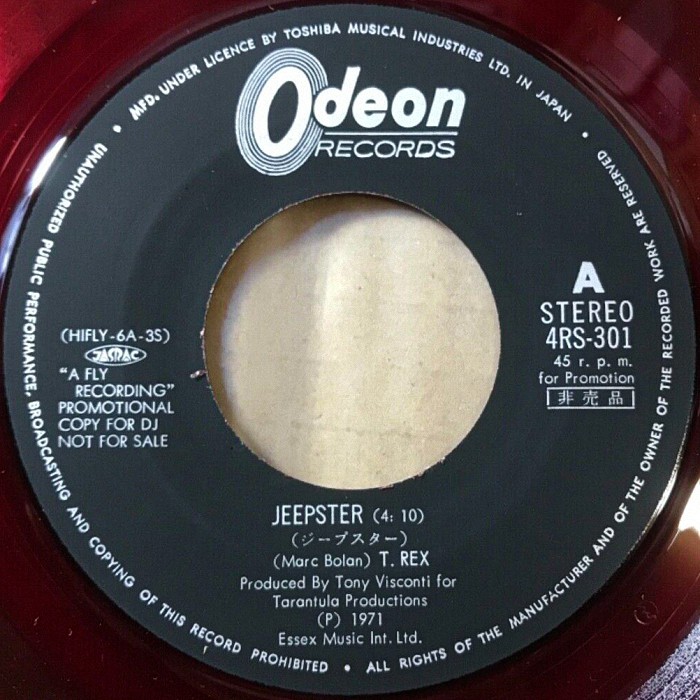 MFD. UNDER LICENCE BY TOSHIBA MUSICAL INDUSTRIES LTD. IN JAPAN
Odeon
RECORDS
A
STEREO
4RS-301
45 r. p. m.
for Promotion
非売品
(HIFLY-6A-3S)
JASRAC
"A FLY
RECORDING"
PROMOTIONAL
COPY FOR DJ
NOT FOR SALE
JEEPSTER (4: 10)
(ジープスター)
(Marc Bolan) T. REX
Produced By Tony Visconti for
Tarantula Productions
(P) 1971
Essex Music Int. Ltd.
ALL RIGHTS OF THE MANUFACTURER AND OF THE OWNER OF THE RECORDED WORK ARE RESERVED
UNAUTHORIZED PUBLIC PERFORMANCE, BROADCASTING AND COPYING OF THIS RECORD PROHIBITED